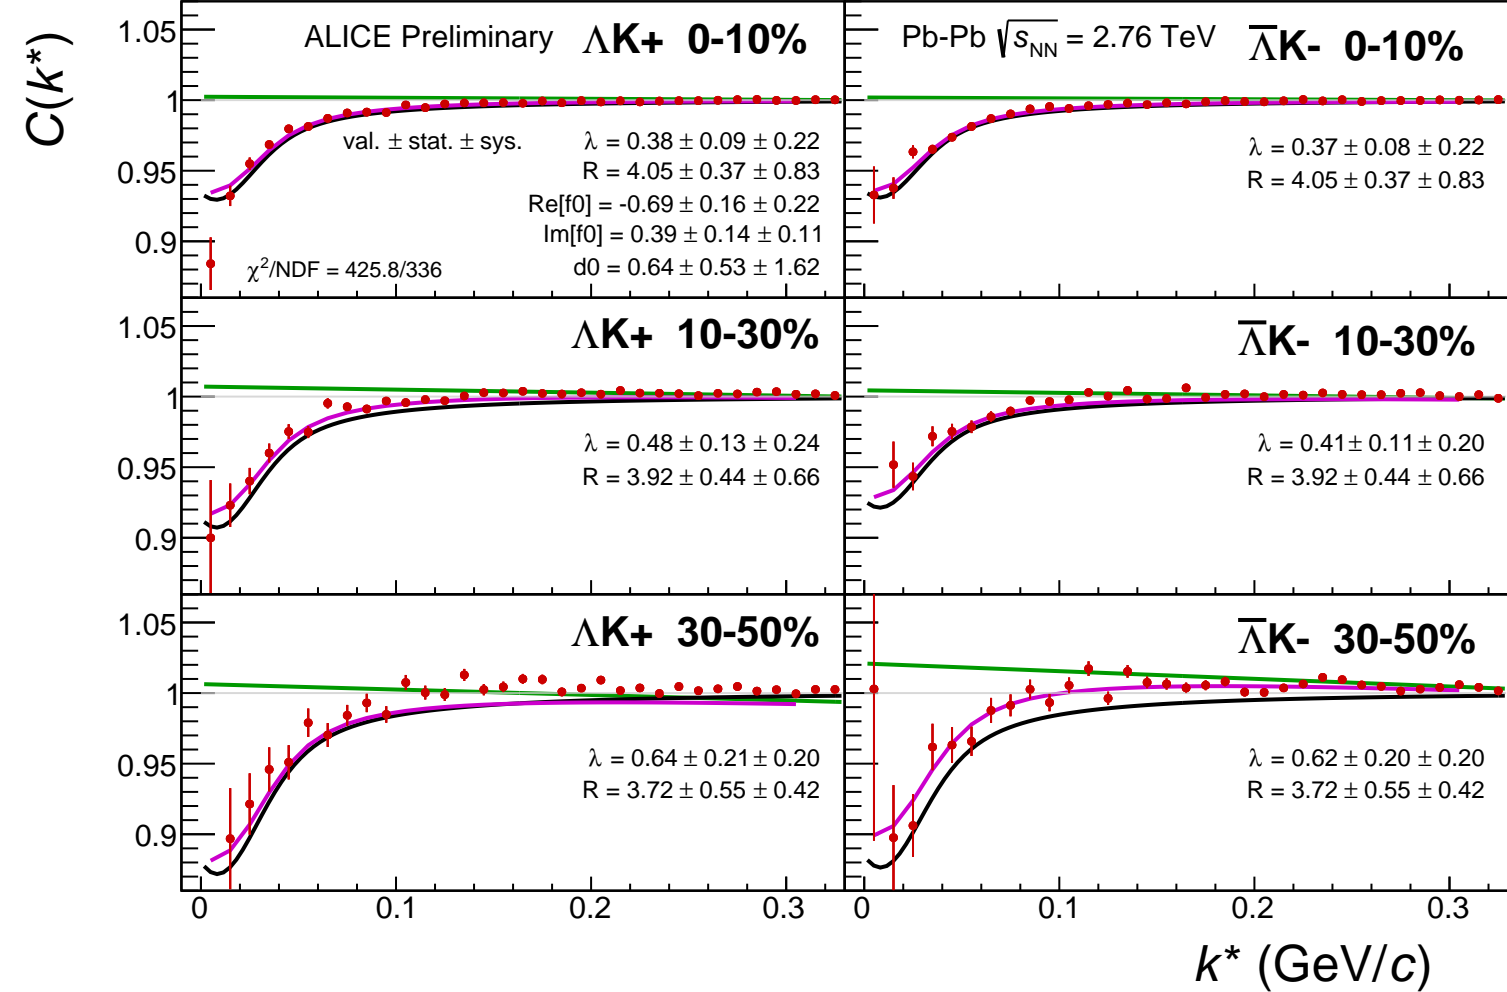 C(k*)
ALICE Preliminary ΛK+ 0-10%
1.05
1
0.95
0.9
val. ± stat. ± sys.
λ = 0.38 ± 0.09 ± 0.22
R = 4.05 ± 0.37 ± 0.83
Re[f0] = -0.69 ± 0.16 ± 0.22
Im[f0] = 0.39 ± 0.14 ± 0.11
d0 = 0.64 ± 0.53 ± 1.62
χ²/NDF = 425.8/336
Pb-Pb √s_NN = 2.76 TeV Λ̅K- 0-10%
λ = 0.37 ± 0.08 ± 0.22
R = 4.05 ± 0.37 ± 0.83
ΛK+ 10-30%
1.05
1
0.95
0.9
λ = 0.48 ± 0.13 ± 0.24
R = 3.92 ± 0.44 ± 0.66
Λ̅K- 10-30%
λ = 0.41 ± 0.11 ± 0.20
R = 3.92 ± 0.44 ± 0.66
ΛK+ 30-50%
1.05
1
0.95
0.9
λ = 0.64 ± 0.21 ± 0.20
R = 3.72 ± 0.55 ± 0.42
Λ̅K- 30-50%
λ = 0.62 ± 0.20 ± 0.20
R = 3.72 ± 0.55 ± 0.42
0 0.1 0.2 0.3 0 0.1 0.2 0.3
k* (GeV/c)